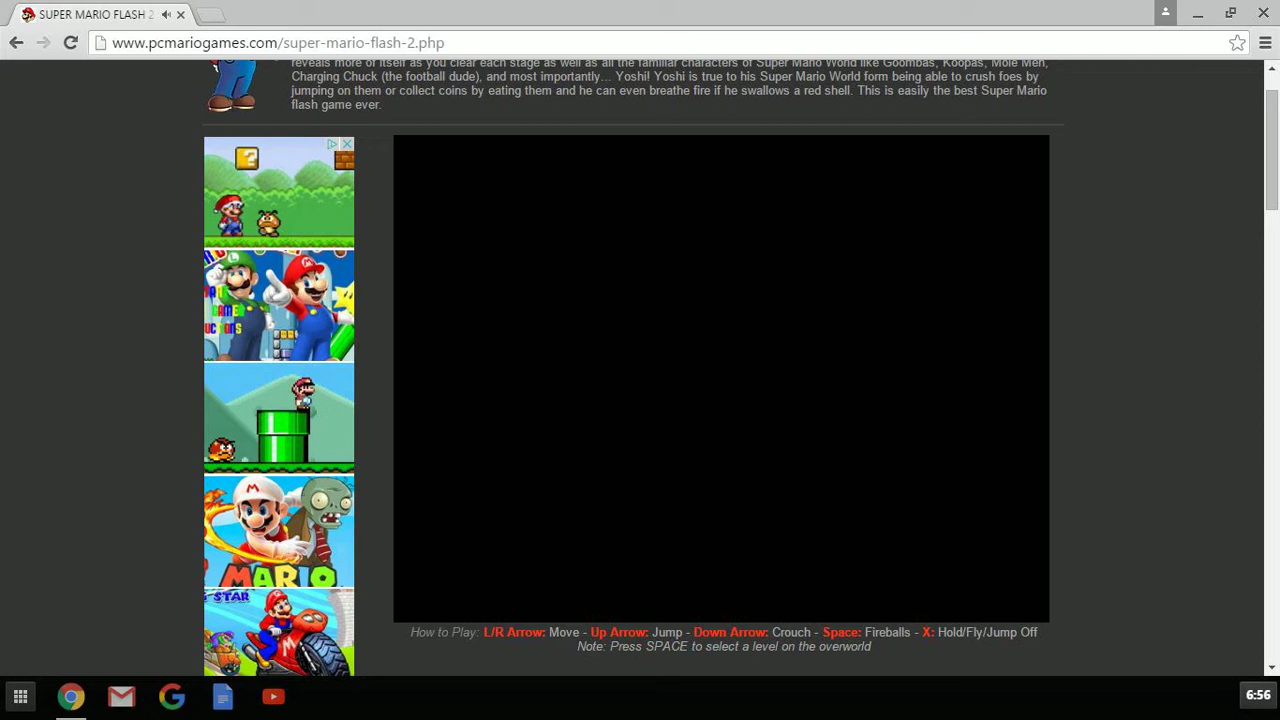 SUPER MARIO FLASH 2
www.pcmariogames.com/super-mario-flash-2.php
reveals more of itself as you clear each stage as well as all the familiar characters of Super Mario World like Goombas, Koopas, Mole Men,
Charging Chuck (the football dude), and most importantly... Yoshi! Yoshi is true to his Super Mario World form being able to crush foes by
jumping on them or collect coins by eating them and he can even breathe fire if he swallows a red shell. This is easily the best Super Mario
flash game ever.
?
L
M
M
MARIO
STAR
M
How to Play: L/R Arrow: Move - Up Arrow: Jump - Down Arrow: Crouch - Space: Fireballs - X: Hold/Fly/Jump Off
Note: Press SPACE to select a level on the overworld
6:56